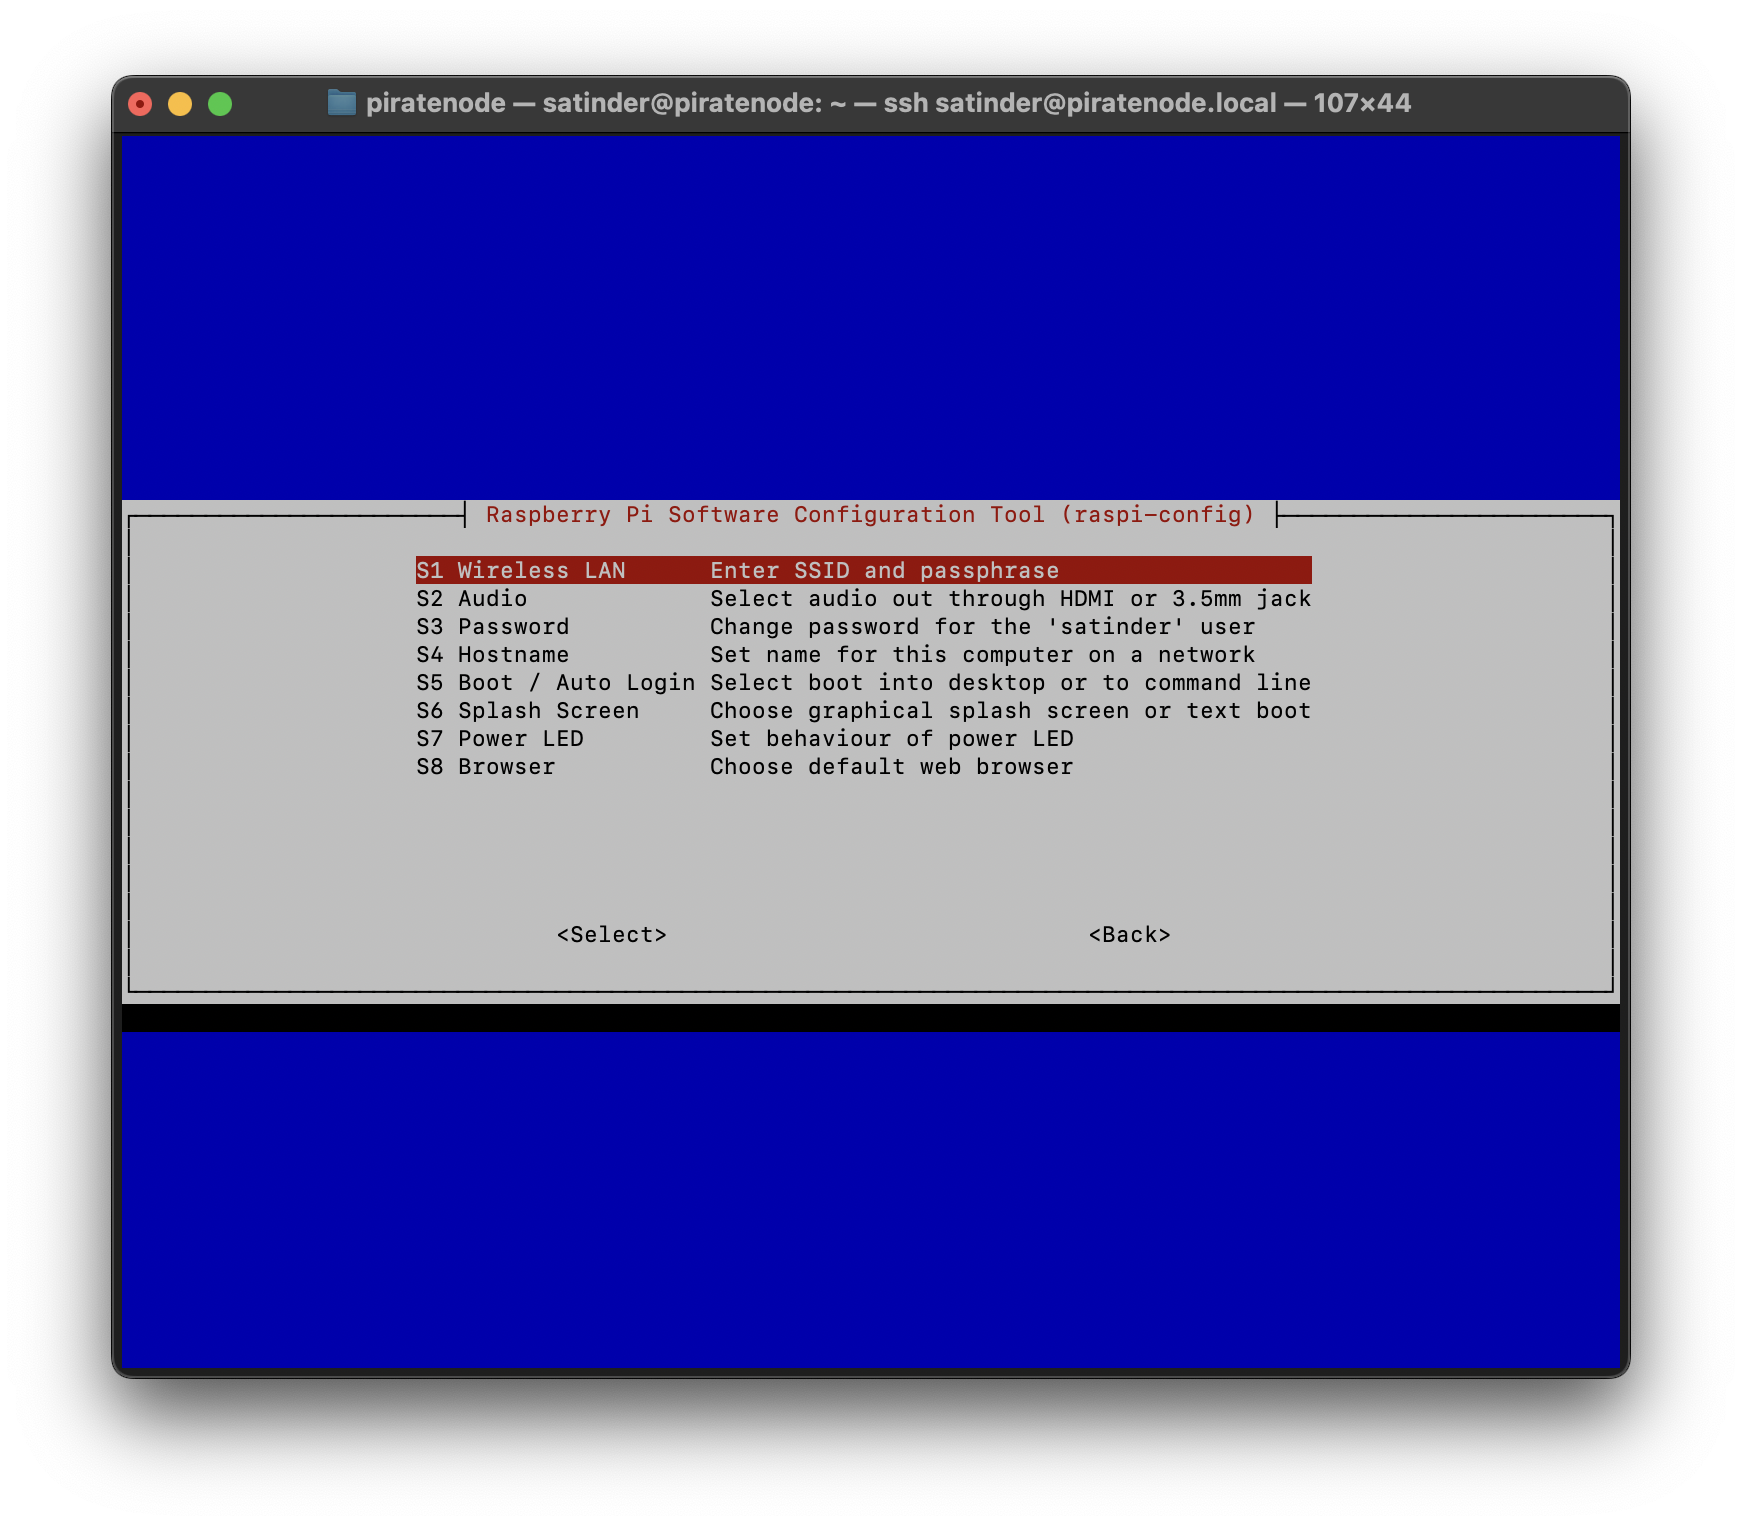 piratenode — satinder@piratenode: ~ — ssh satinder@piratenode.local — 107×44
Raspberry Pi Software Configuration Tool (raspi-config)
S1 Wireless LAN       Enter SSID and passphrase
S2 Audio              Select audio out through HDMI or 3.5mm jack
S3 Password           Change password for the 'satinder' user
S4 Hostname           Set name for this computer on a network
S5 Boot / Auto Login Select boot into desktop or to command line
S6 Splash Screen      Choose graphical splash screen or text boot
S7 Power LED          Set behaviour of power LED
S8 Browser            Choose default web browser
<Select>                              <Back>